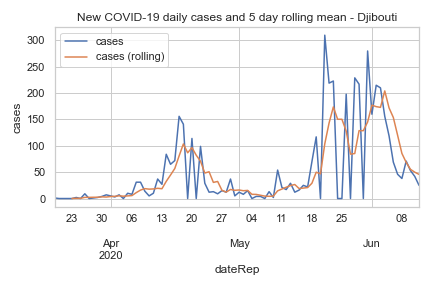 New COVID-19 daily cases and 5 day rolling mean - Djibouti
cases
cases (rolling)
300
250
200
150
100
50
0
cases
23 30 06 13 20 27 04 11 18 25 01 08
Apr May Jun
2020
dateRep